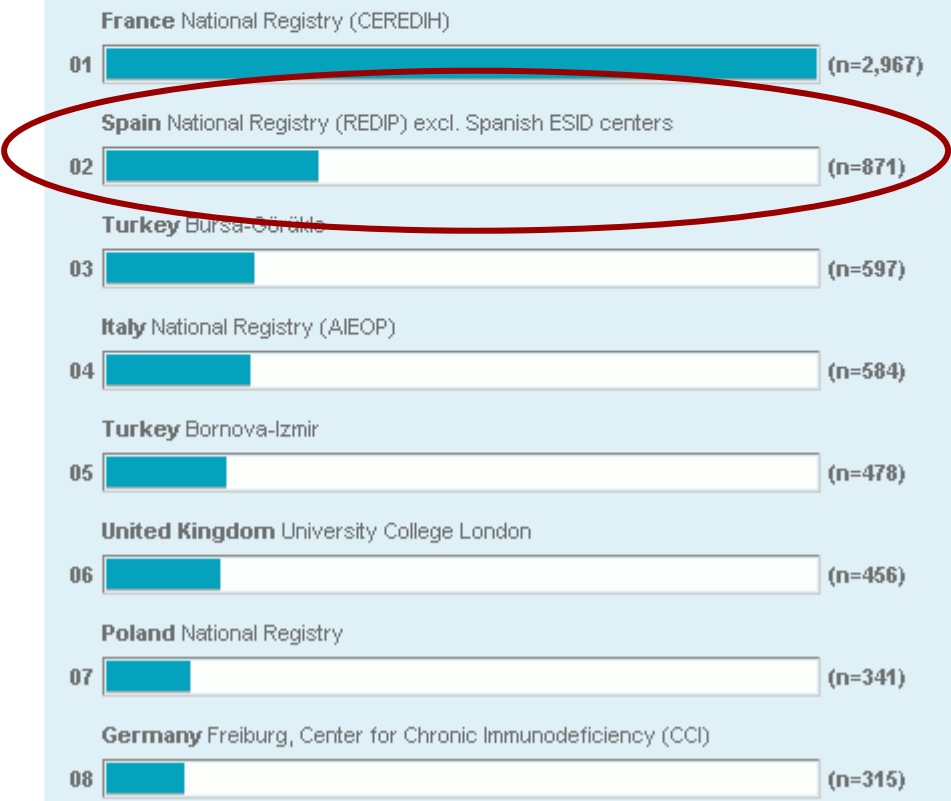 France National Registry (CEREDIH)
01 (n=2,967)
Spain National Registry (REDIP) excl. Spanish ESID centers
02 (n=871)
Turkey Bursa-Görükle
03 (n=597)
Italy National Registry (AIEOP)
04 (n=584)
Turkey Bornova-Izmir
05 (n=478)
United Kingdom University College London
06 (n=456)
Poland National Registry
07 (n=341)
Germany Freiburg, Center for Chronic Immunodeficiency (CCI)
08 (n=315)